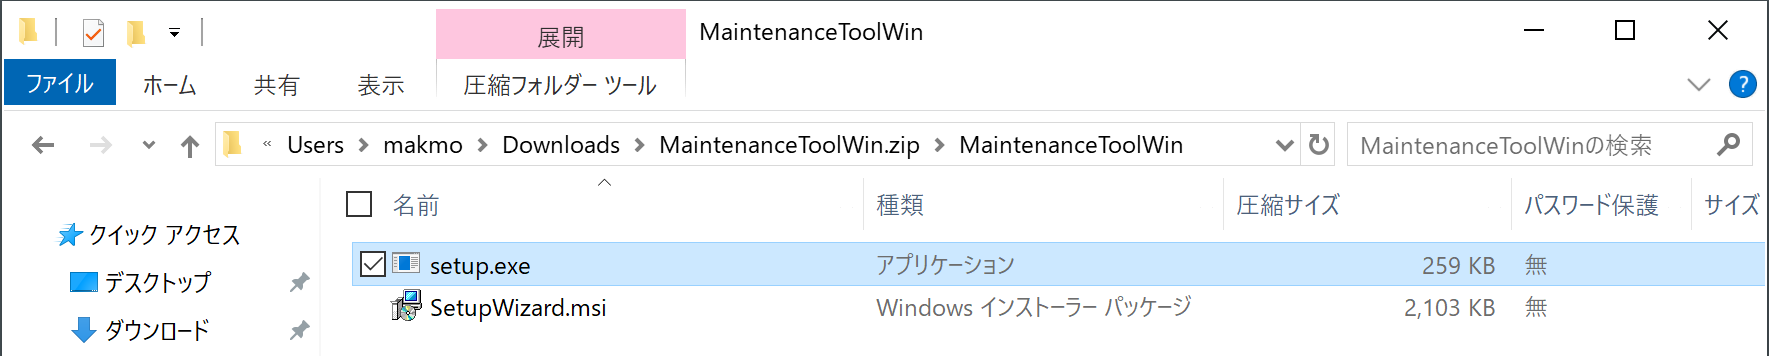 展開 MaintenanceToolWin
ファイル ホーム 共有 表示 圧縮フォルダー ツール ?
« Users > makmo > Downloads > MaintenanceToolWin.zip > MaintenanceToolWin MaintenanceToolWinの検索
名前 種類 圧縮サイズ パスワード保護 サイズ
クイック アクセス
setup.exe アプリケーション 259 KB 無
デスクトップ
SetupWizard.msi Windows インストーラー パッケージ 2,103 KB 無
ダウンロード